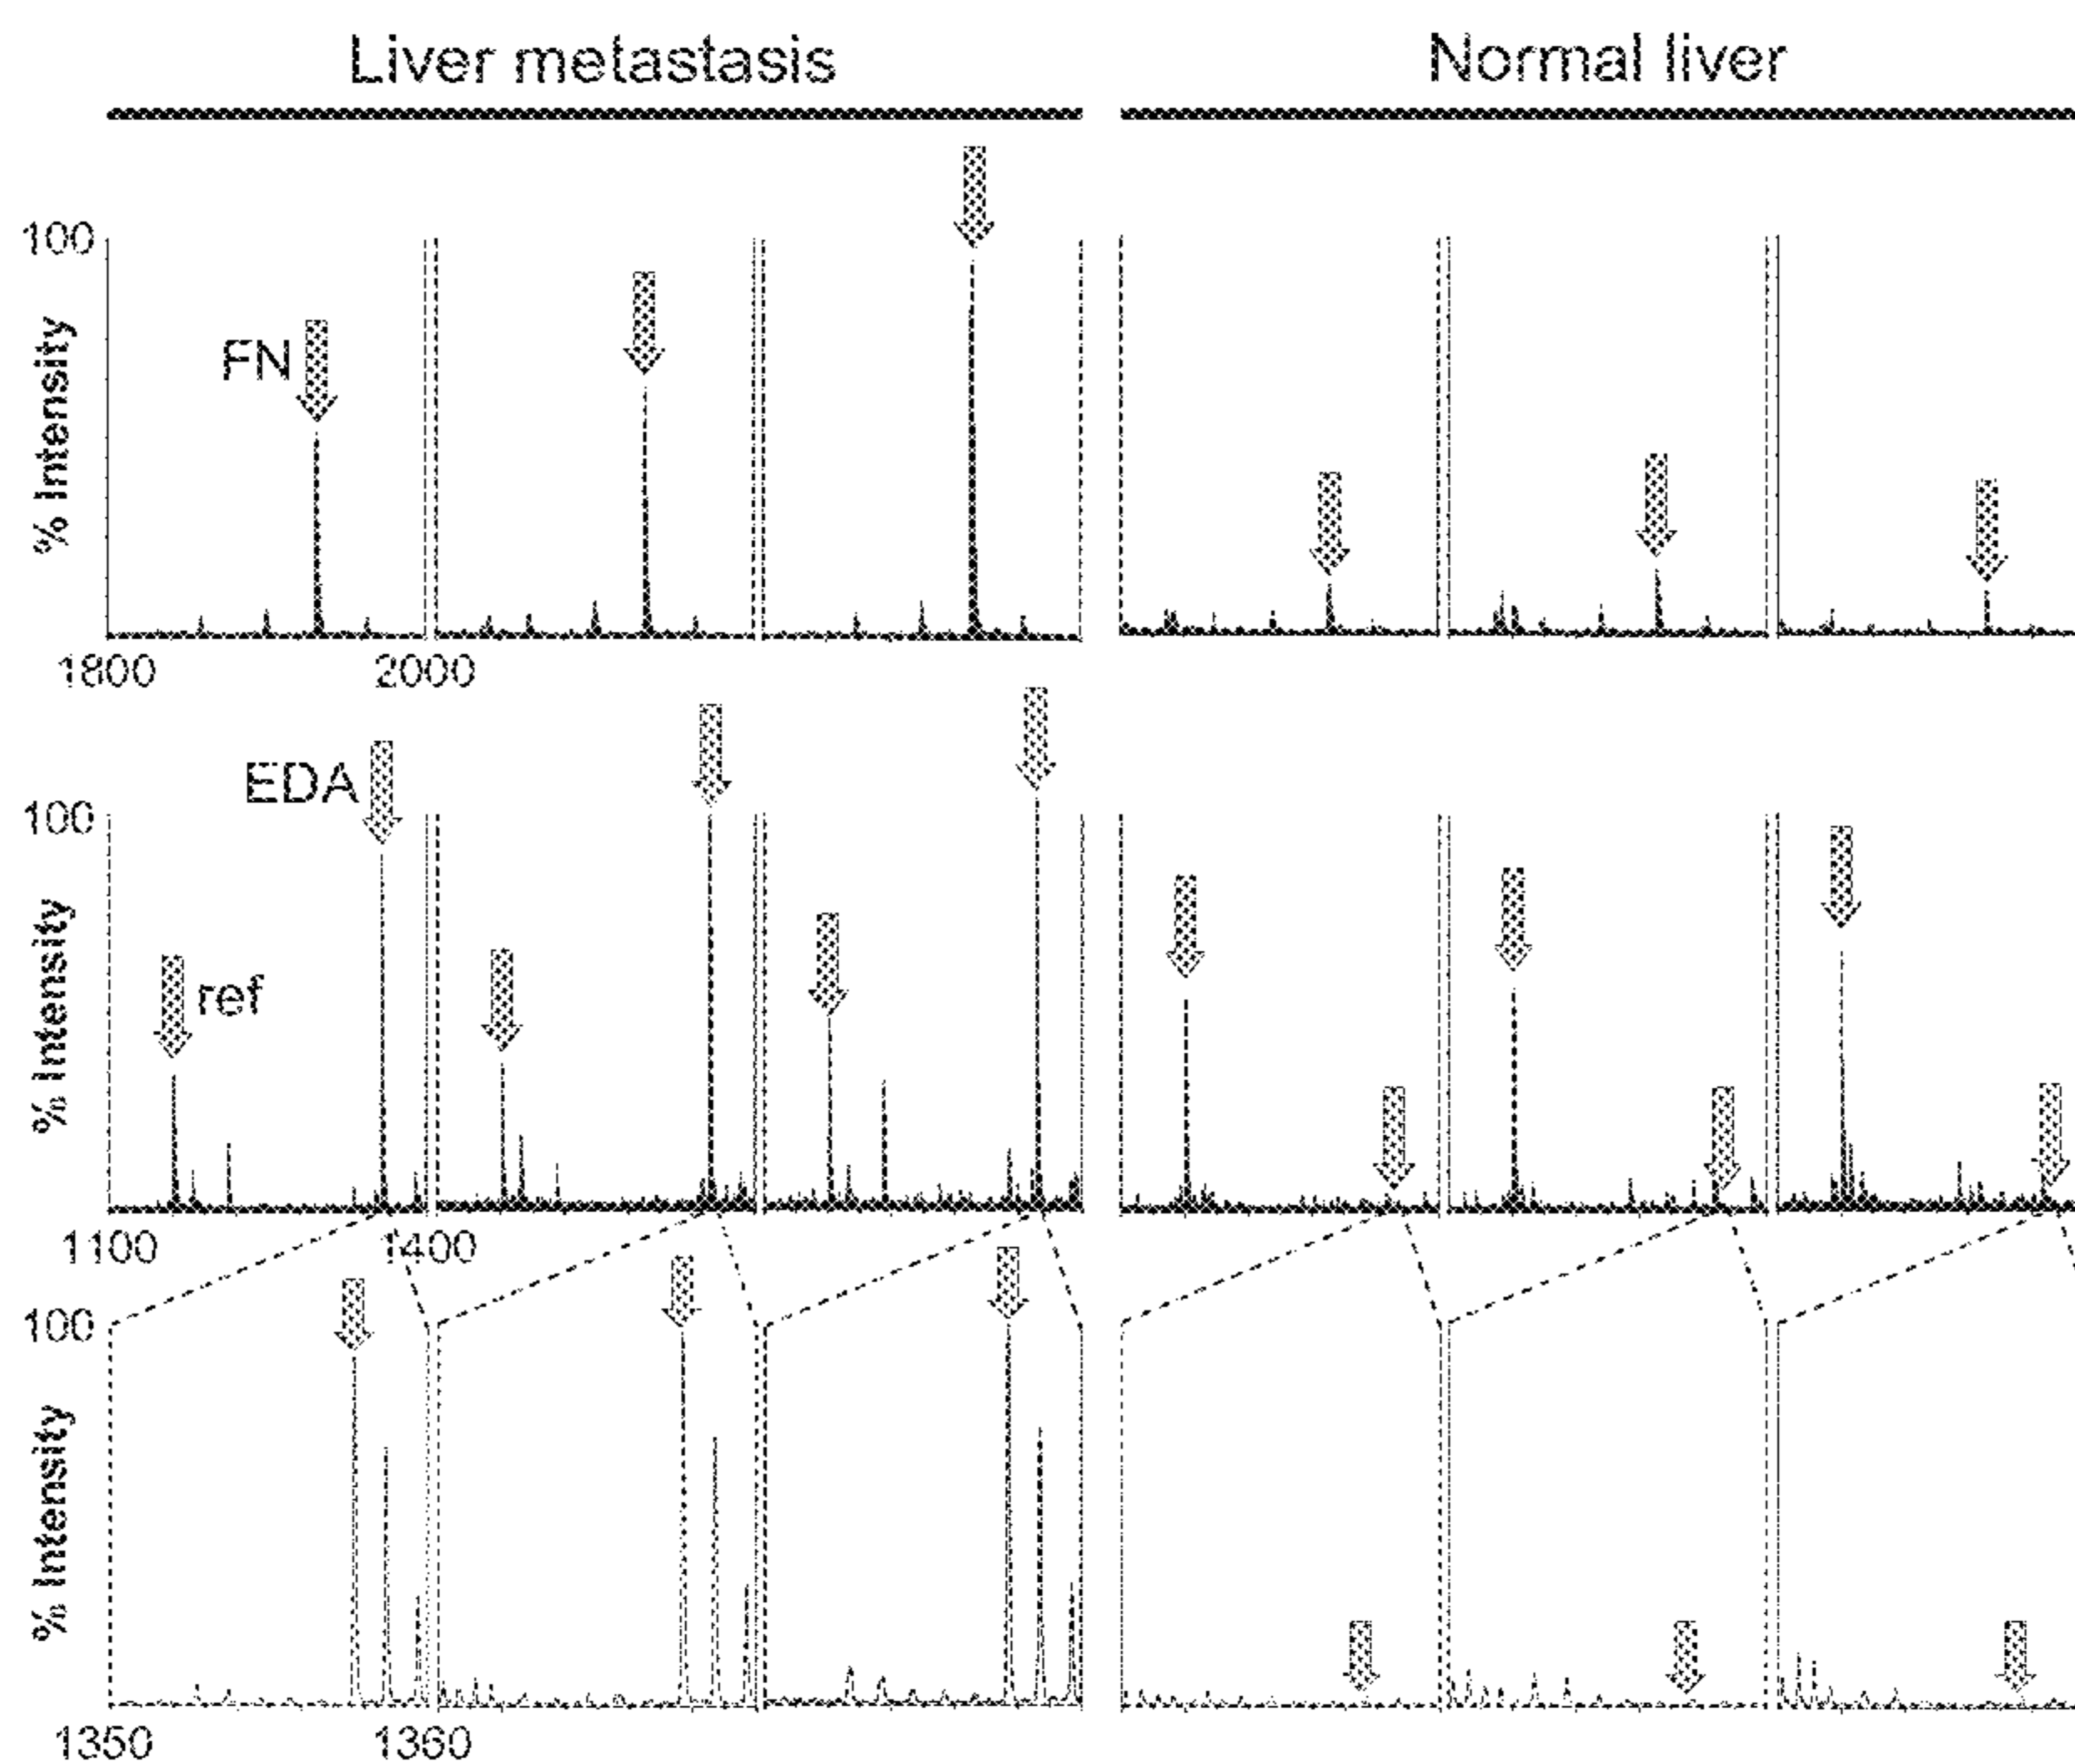 Liver metastasis
Normal liver
100
FN
% Intensity
1800
2000
EDA
100
ref
% Intensity
1100
1400
100
% Intensity
1350
1360